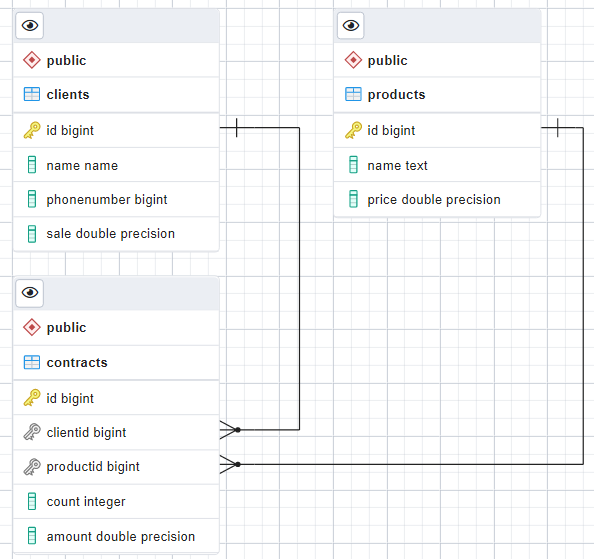 public
clients
id bigint
name name
phonenumber bigint
sale double precision
public
products
id bigint
name text
price double precision
public
contracts
id bigint
clientid bigint
productid bigint
count integer
amount double precision